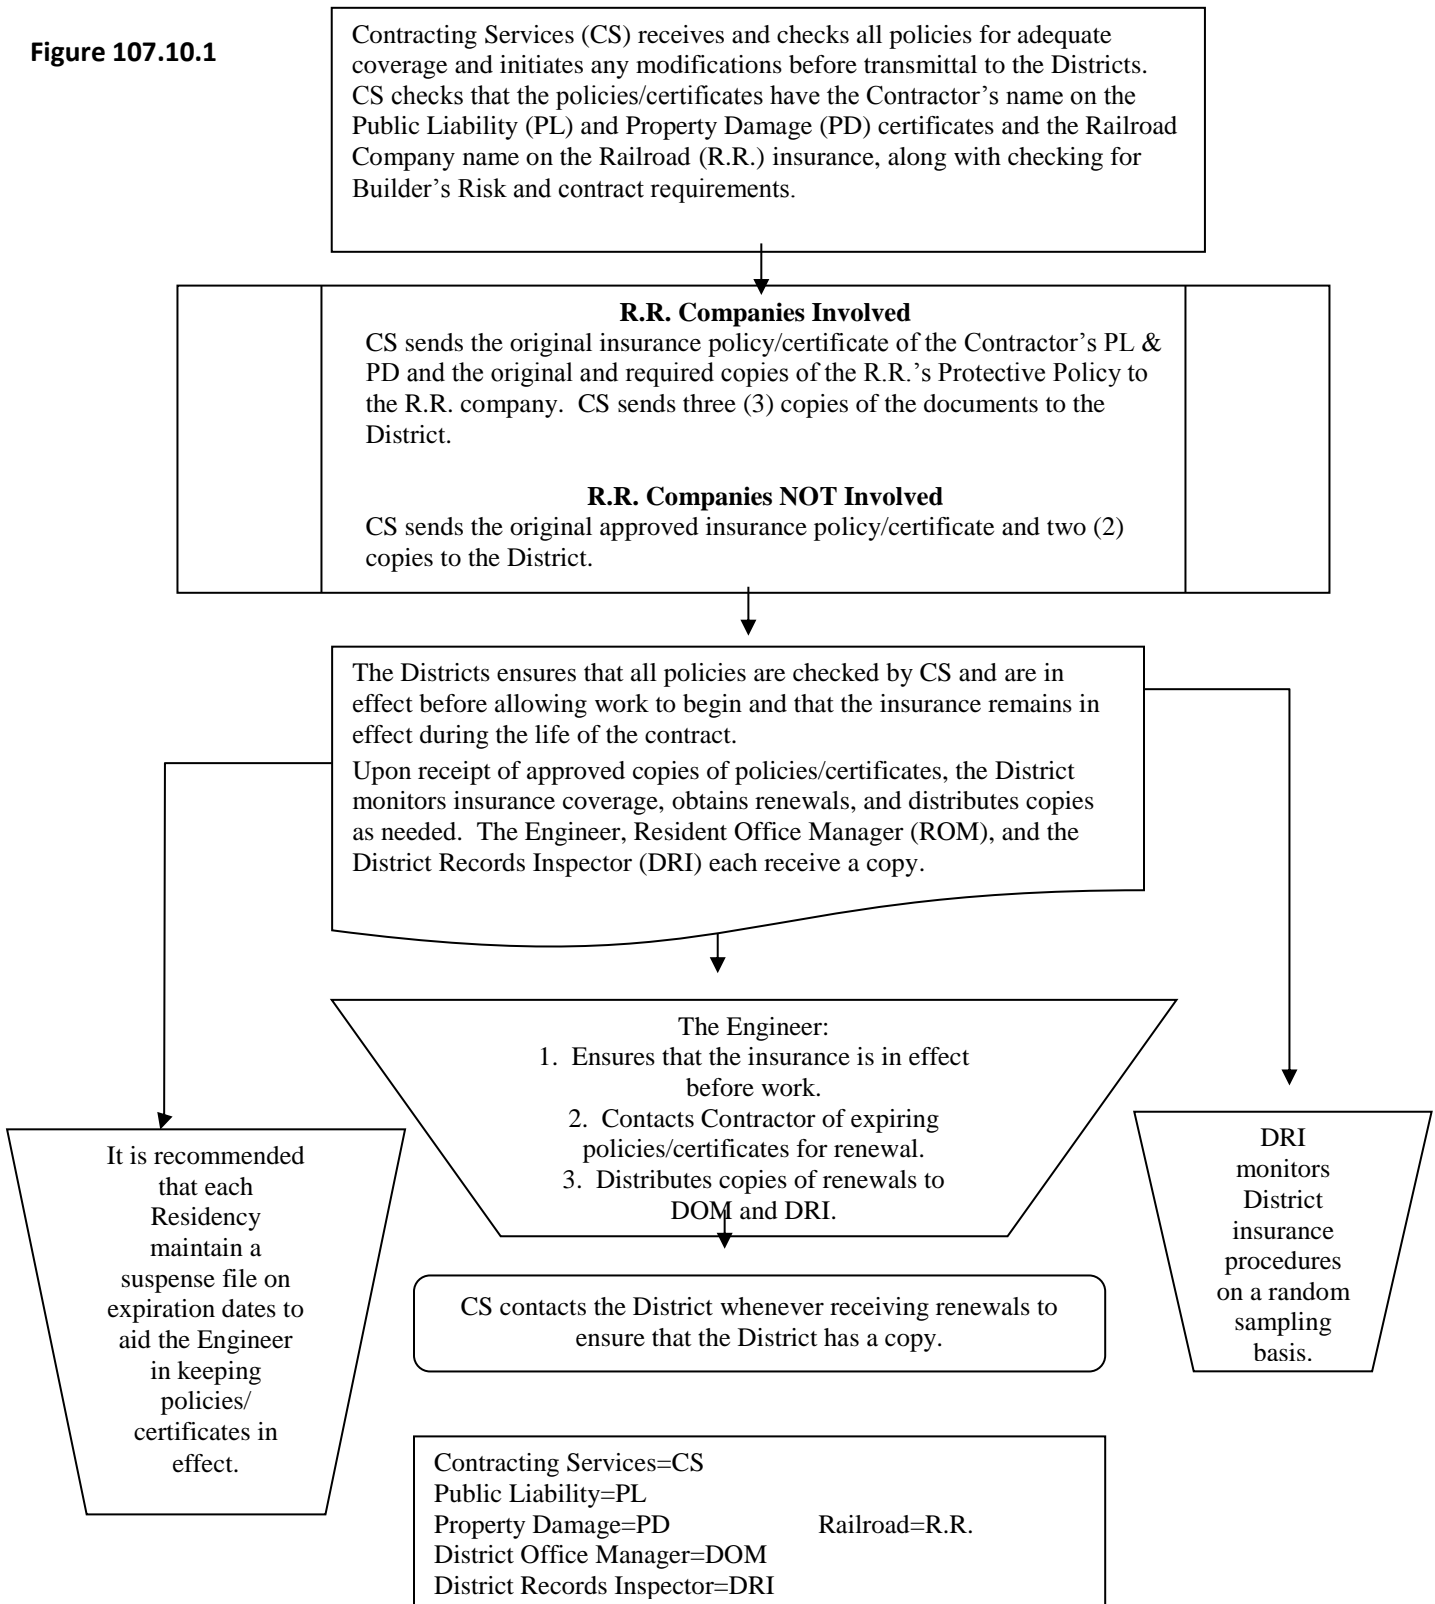 Figure 107.10.1
Contracting Services (CS) receives and checks all policies for adequate
coverage and initiates any modifications before transmittal to the Districts.
CS checks that the policies/certificates have the Contractor’s name on the
Public Liability (PL) and Property Damage (PD) certificates and the Railroad
Company name on the Railroad (R.R.) insurance, along with checking for
Builder’s Risk and contract requirements.
R.R. Companies Involved
CS sends the original insurance policy/certificate of the Contractor’s PL &
PD and the original and required copies of the R.R.’s Protective Policy to
the R.R. company.  CS sends three (3) copies of the documents to the
District.
R.R. Companies NOT Involved
CS sends the original approved insurance policy/certificate and two (2)
copies to the District.
The Districts ensures that all policies are checked by CS and are in
effect before allowing work to begin and that the insurance remains in
effect during the life of the contract.
Upon receipt of approved copies of policies/certificates, the District
monitors insurance coverage, obtains renewals, and distributes copies
as needed.  The Engineer, Resident Office Manager (ROM), and the
District Records Inspector (DRI) each receive a copy.
The Engineer:
1.  Ensures that the insurance is in effect
before work.
2.  Contacts Contractor of expiring
policies/certificates for renewal.
3.  Distributes copies of renewals to
DOM and DRI.
It is recommended
that each
Residency
maintain a
suspense file on
expiration dates to
aid the Engineer
in keeping
policies/
certificates in
effect.
DRI
monitors
District
insurance
procedures
on a random
sampling
basis.
CS contacts the District whenever receiving renewals to
ensure that the District has a copy.
Contracting Services=CS
Public Liability=PL
Property Damage=PD Railroad=R.R.
District Office Manager=DOM
District Records Inspector=DRI